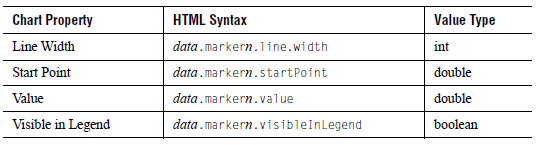 Chart Property HTML Syntax Value Type
Line Width data.markern.line.width int
Start Point data.markern.startPoint double
Value data.markern.value double
Visible in Legend data.markern.visibleInLegend boolean